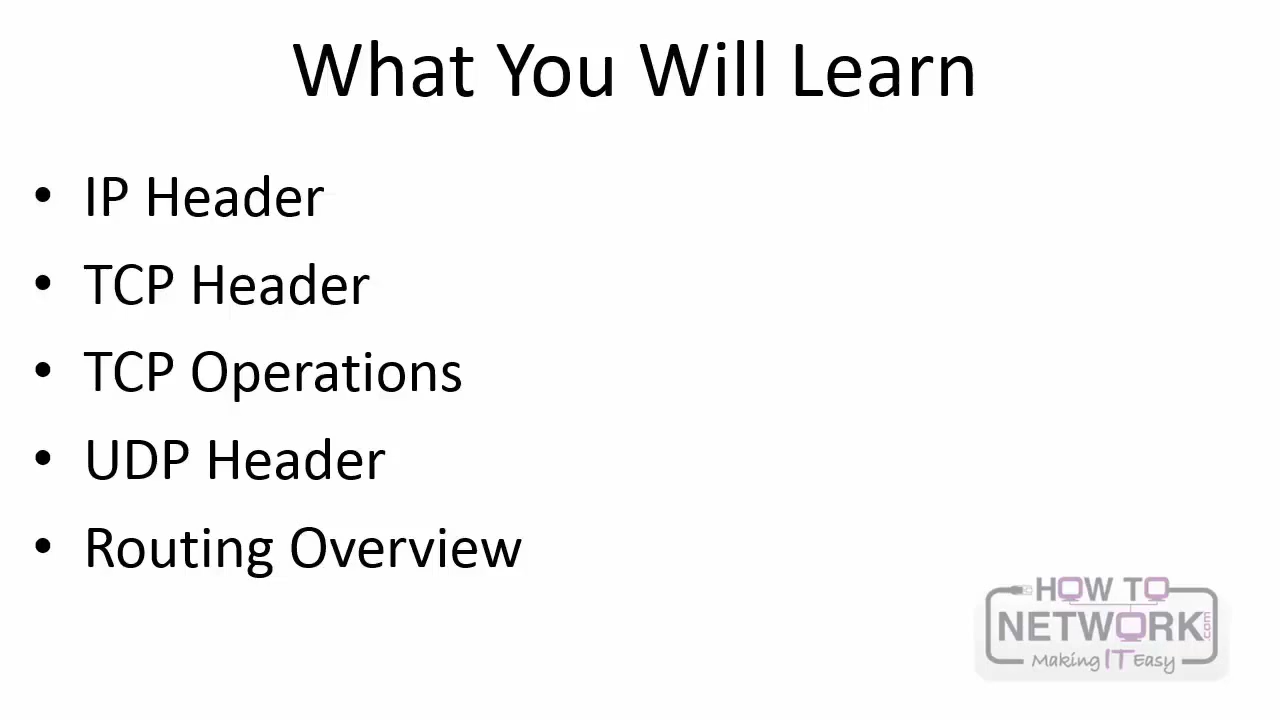 What You Will Learn
• IP Header
• TCP Header
• TCP Operations
• UDP Header
• Routing Overview
HOW TO
NETWORK.com
Making IT Easy